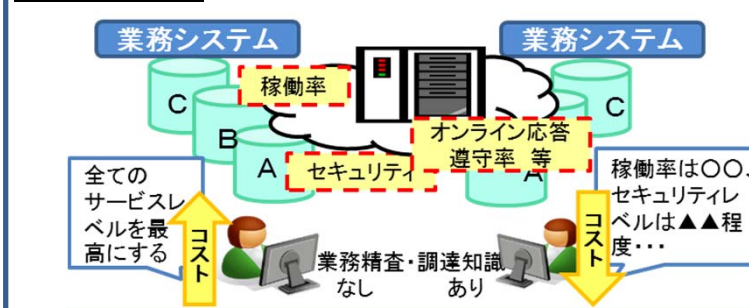 業務システム
業務システム
C
B
A
稼働率
セキュリティ
オンライン応答
遵守率 等
C
A
全ての
サービスレ
ベルを最
高にする
コスト
業務精査・調達知識
なし
あり
コスト
稼働率は〇〇、
セキュリティレ
ベルは▲▲程
度・・・